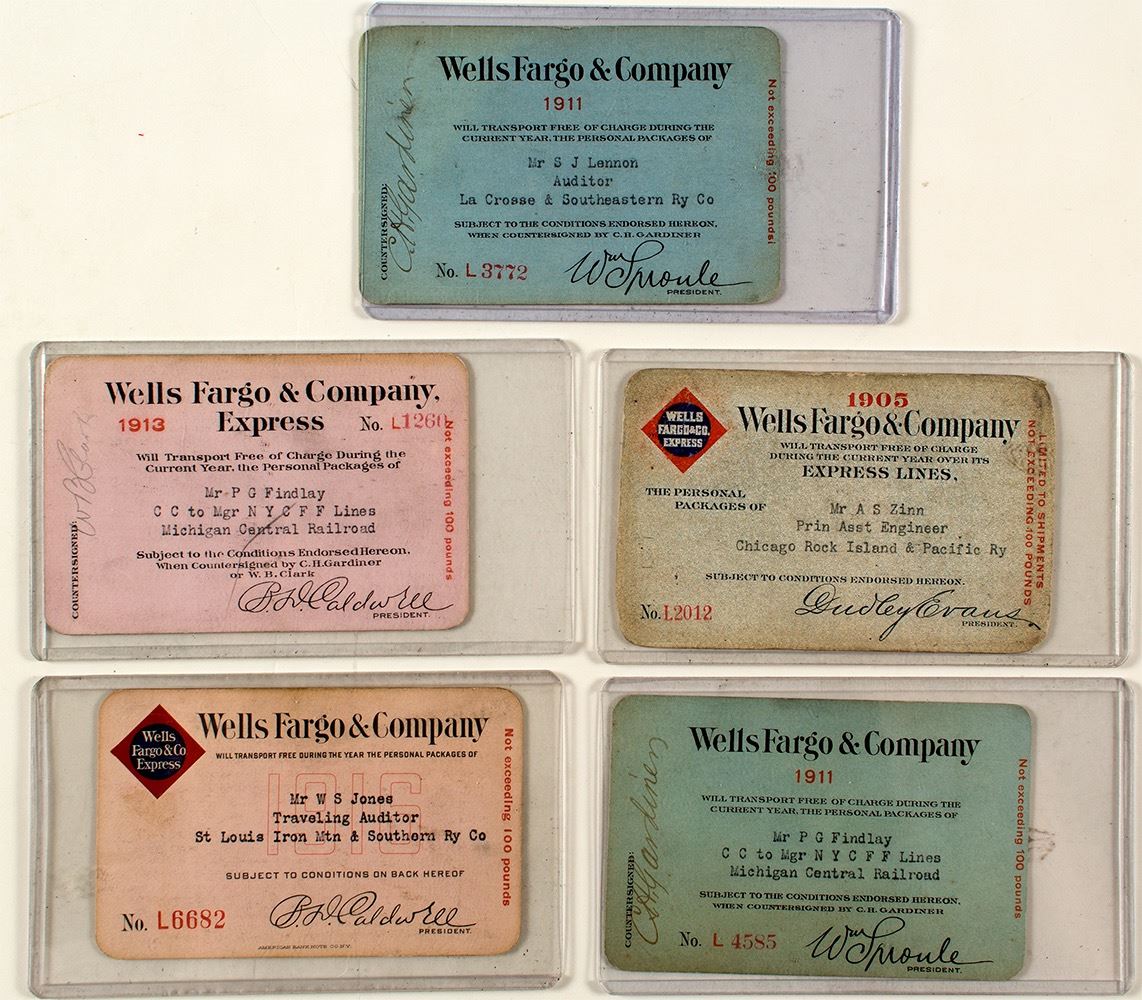 Wells Fargo & Company
1911
WILL TRANSPORT FREE OF CHARGE DURING THE
CURRENT YEAR, THE PERSONAL PACKAGES OF
Mr S J Lennon
Auditor
La Crosse & Southeastern Ry Co
SUBJECT TO THE CONDITIONS ENDORSED HEREON,
WHEN COUNTERSIGNED BY C.H. GARDINER
No. L 3772
Wm Sproule
PRESIDENT.
COUNTERSIGNED:
C H Gardiner
Not exceeding 100 pounds!
Wells Fargo & Company,
1913 Express No. L1260
Will Transport Free of Charge During the
Current Year, the Personal Packages of
Mr P G Findlay
C C to Mgr N Y C F F Lines
Michigan Central Railroad
Subject to the Conditions Endorsed Hereon,
When Countersigned by C.H.Gardiner
or W.B.Clark
B.D. Caldwell
PRESIDENT.
COUNTERSIGNED:
W B Clark
Not exceeding 100 pounds
WELLS
FARGO & CO.
EXPRESS
1905
Wells Fargo & Company
WILL TRANSPORT FREE OF CHARGE
DURING THE CURRENT YEAR OVER ITS
EXPRESS LINES,
THE PERSONAL
PACKAGES OF
Mr A S Zinn
Prin Asst Engineer
Chicago Rock Island & Pacific Ry
SUBJECT TO CONDITIONS ENDORSED HEREON.
No. L2012
Dudley Evans
PRESIDENT.
LIMITED TO SHIPMENTS
NOT EXCEEDING 100 POUNDS
Wells
Fargo & Co
Express
Wells Fargo & Company
WILL TRANSPORT FREE DURING THE YEAR THE PERSONAL PACKAGES OF
1916
Mr W S Jones
Traveling Auditor
St Louis Iron Mtn & Southern Ry Co
SUBJECT TO CONDITIONS ON BACK HEREOF
No. L6682
B.D. Caldwell
PRESIDENT.
AMERICAN BANK NOTE CO. N.Y.
Not exceeding 100 pounds
Wells Fargo & Company
1911
WILL TRANSPORT FREE OF CHARGE DURING THE
CURRENT YEAR, THE PERSONAL PACKAGES OF
Mr P G Findlay
C C to Mgr N Y C F F Lines
Michigan Central Railroad
SUBJECT TO THE CONDITIONS ENDORSED HEREON,
WHEN COUNTERSIGNED BY C.H. GARDINER
No. L 4585
Wm Sproule
PRESIDENT.
COUNTERSIGNED:
C H Gardiner
Not exceeding 100 pounds